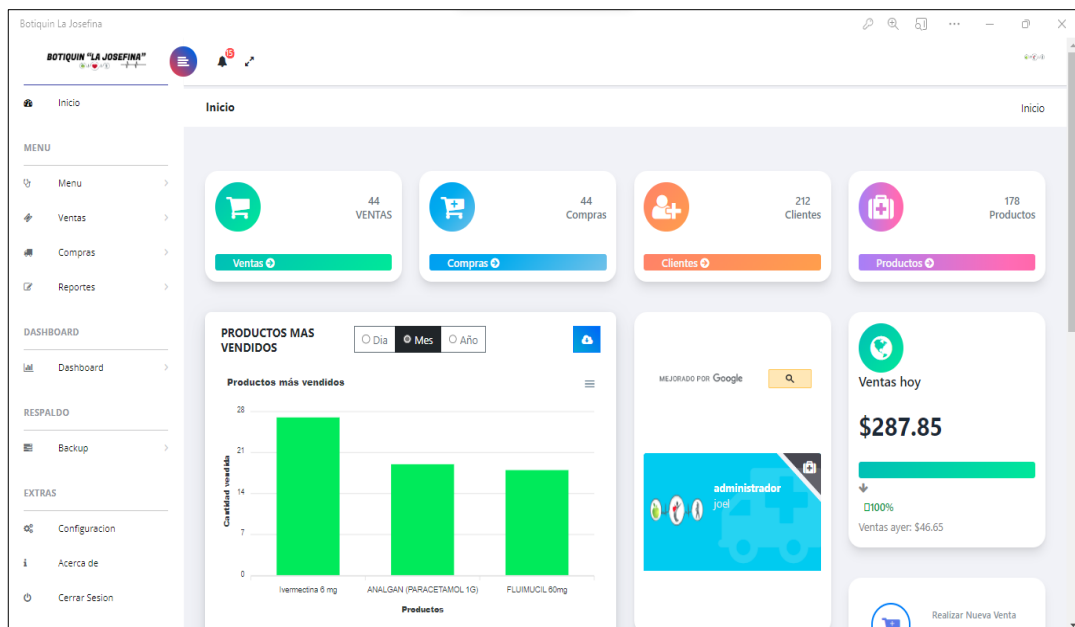 Botiquin La Josefina
BOTIQUIN "LA JOSEFINA"
15
Inicio
MENU
Menu
Ventas
Compras
Reportes
DASHBOARD
Dashboard
RESPALDO
Backup
EXTRAS
Configuracion
Acerca de
Cerrar Sesion
Inicio
Inicio
44
VENTAS
Ventas
44
Compras
Compras
212
Clientes
Clientes
178
Productos
Productos
PRODUCTOS MAS
VENDIDOS
Dia Mes Año
Productos más vendidos
28
21
14
7
0
Cantidad vendida
Ivermectina 6 mg
ANALGAN (PARACETAMOL 1G)
FLUIMUCIL 60mg
Productos
MEJORADO POR Google
administrador
joel
Ventas hoy
$287.85
100%
Ventas ayer: $46.65
Realizar Nueva Venta